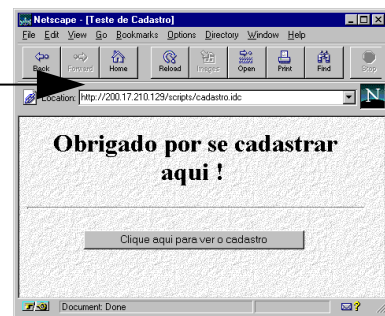 Netscape - [Teste de Cadastro]
File Edit View Go Bookmarks Options Directory Window Help
Back Forward Home Reload Images Open Print Find Stop
Location: http://200.17.210.129/scripts/cadastro.idc
N
Obrigado por se cadastrar
aqui !
Clique aqui para ver o cadastro
Document: Done